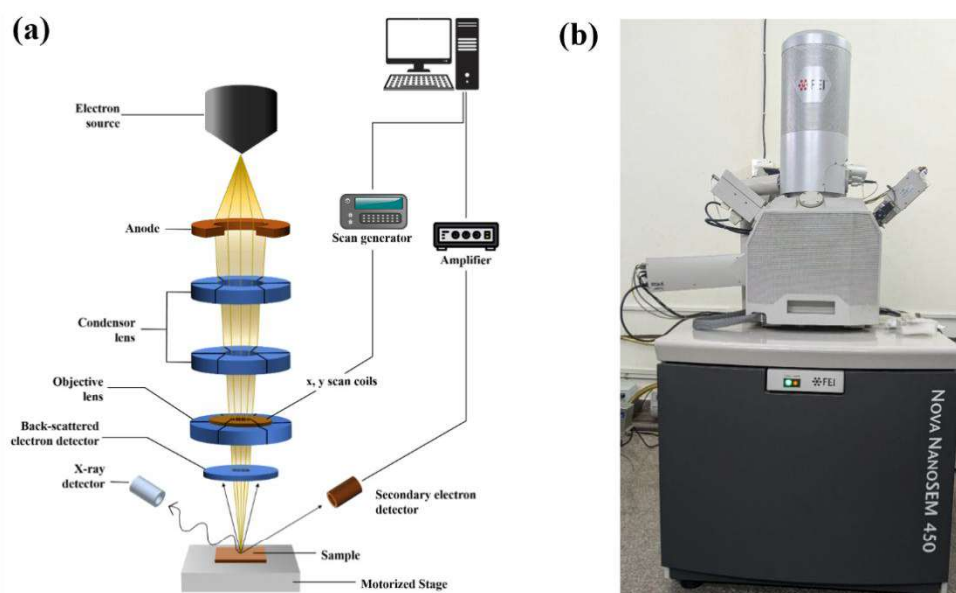 (a)
Electron
source
Anode
Condensor
lens
Objective
lens
Back-scattered
electron detector
X-ray
detector
Scan generator
Amplifier
x, y scan coils
Secondary electron
detector
Sample
Motorized Stage
(b)
FEI
FEI
NOVA NANOSEM 450